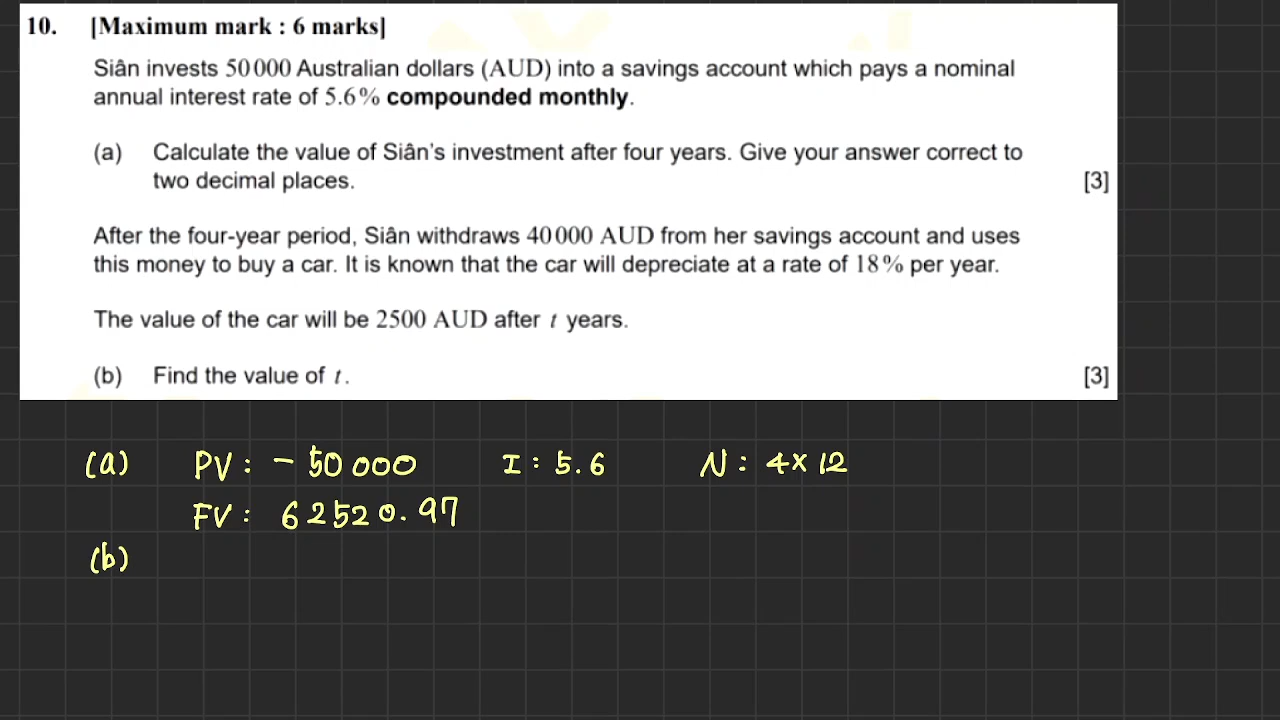 10. [Maximum mark : 6 marks]
Siân invests 50 000 Australian dollars (AUD) into a savings account which pays a nominal
annual interest rate of 5.6 % compounded monthly.
(a) Calculate the value of Siân's investment after four years. Give your answer correct to
two decimal places. [3]
After the four-year period, Siân withdraws 40 000 AUD from her savings account and uses
this money to buy a car. It is known that the car will depreciate at a rate of 18 % per year.
The value of the car will be 2500 AUD after t years.
(b) Find the value of t. [3]
(a) PV : - 50 000 I : 5.6 N : 4 × 12
FV : 62520.97
(b)